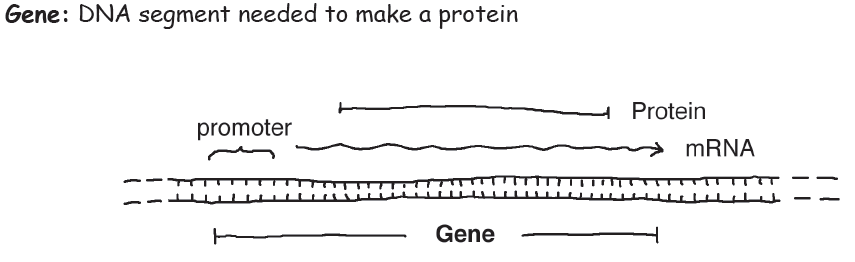 Gene: DNA segment needed to make a protein
Protein
promoter
mRNA
Gene